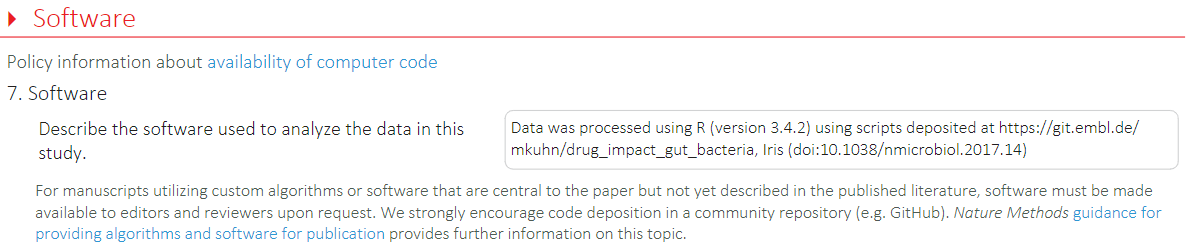 Software
Policy information about availability of computer code
7. Software
Describe the software used to analyze the data in this
study.
Data was processed using R (version 3.4.2) using scripts deposited at https://git.embl.de/
mkuhn/drug_impact_gut_bacteria, Iris (doi:10.1038/nmicrobiol.2017.14)
For manuscripts utilizing custom algorithms or software that are central to the paper but not yet described in the published literature, software must be made
available to editors and reviewers upon request. We strongly encourage code deposition in a community repository (e.g. GitHub). Nature Methods guidance for
providing algorithms and software for publication provides further information on this topic.